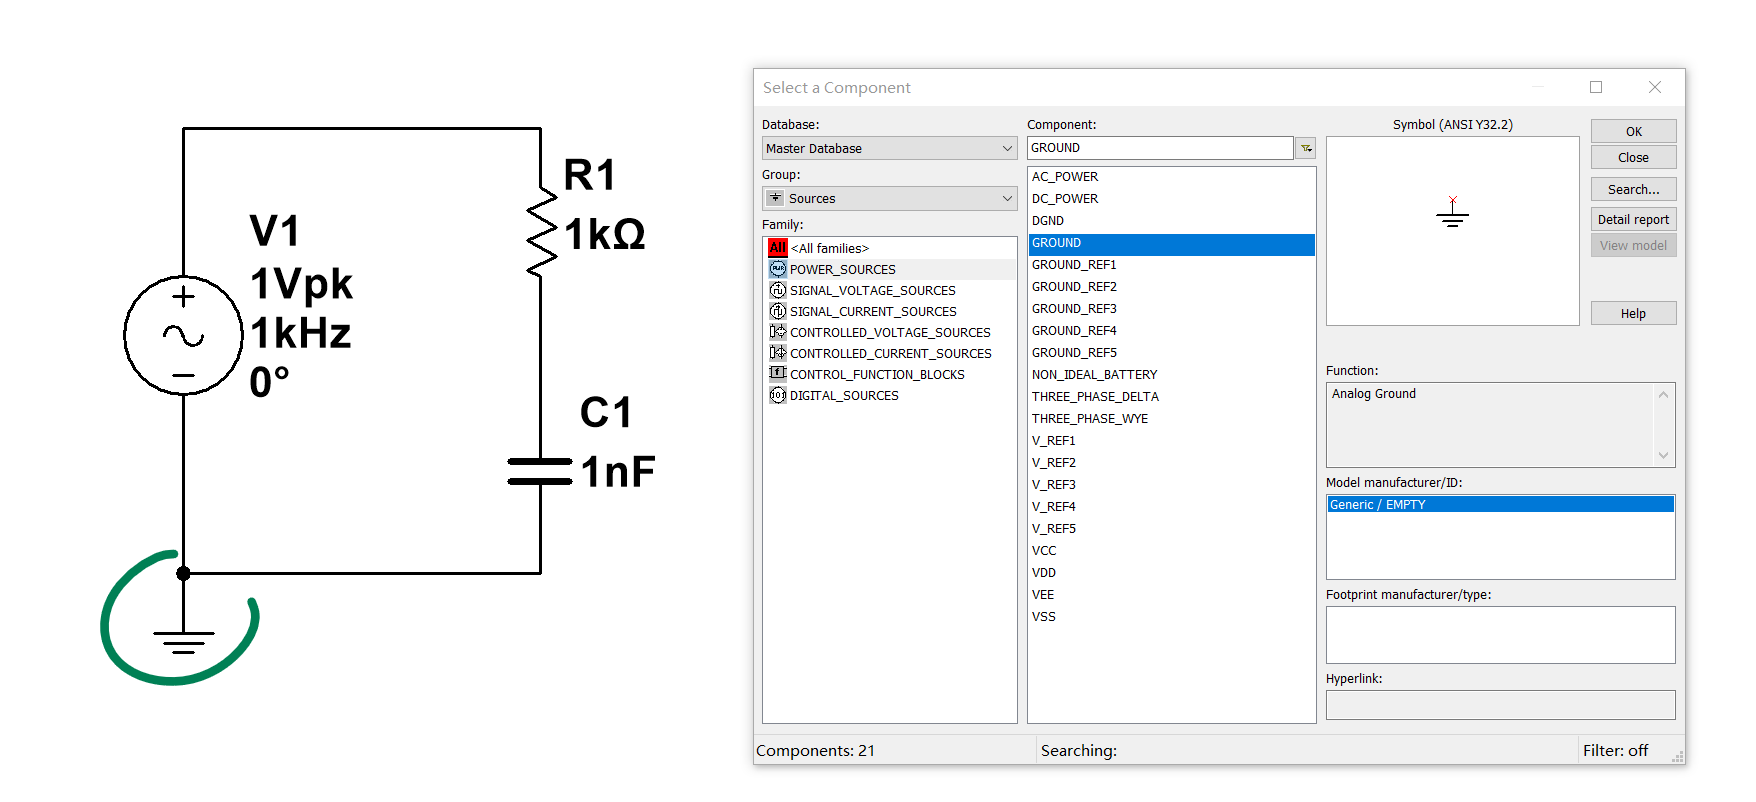 R1
1kΩ
V1
1Vpk
1kHz
0°
C1
1nF
Select a Component
Database:
Master Database
Group:
Sources
Family:
All <All families>
POWER_SOURCES
SIGNAL_VOLTAGE_SOURCES
SIGNAL_CURRENT_SOURCES
CONTROLLED_VOLTAGE_SOURCES
CONTROLLED_CURRENT_SOURCES
CONTROL_FUNCTION_BLOCKS
DIGITAL_SOURCES
Component:
GROUND
AC_POWER
DC_POWER
DGND
GROUND
GROUND_REF1
GROUND_REF2
GROUND_REF3
GROUND_REF4
GROUND_REF5
NON_IDEAL_BATTERY
THREE_PHASE_DELTA
THREE_PHASE_WYE
V_REF1
V_REF2
V_REF3
V_REF4
V_REF5
VCC
VDD
VEE
VSS
Symbol (ANSI Y32.2)
OK
Close
Search...
Detail report
View model
Help
Function:
Analog Ground
Model manufacturer/ID:
Generic / EMPTY
Footprint manufacturer/type:
Hyperlink:
Components: 21
Searching:
Filter: off